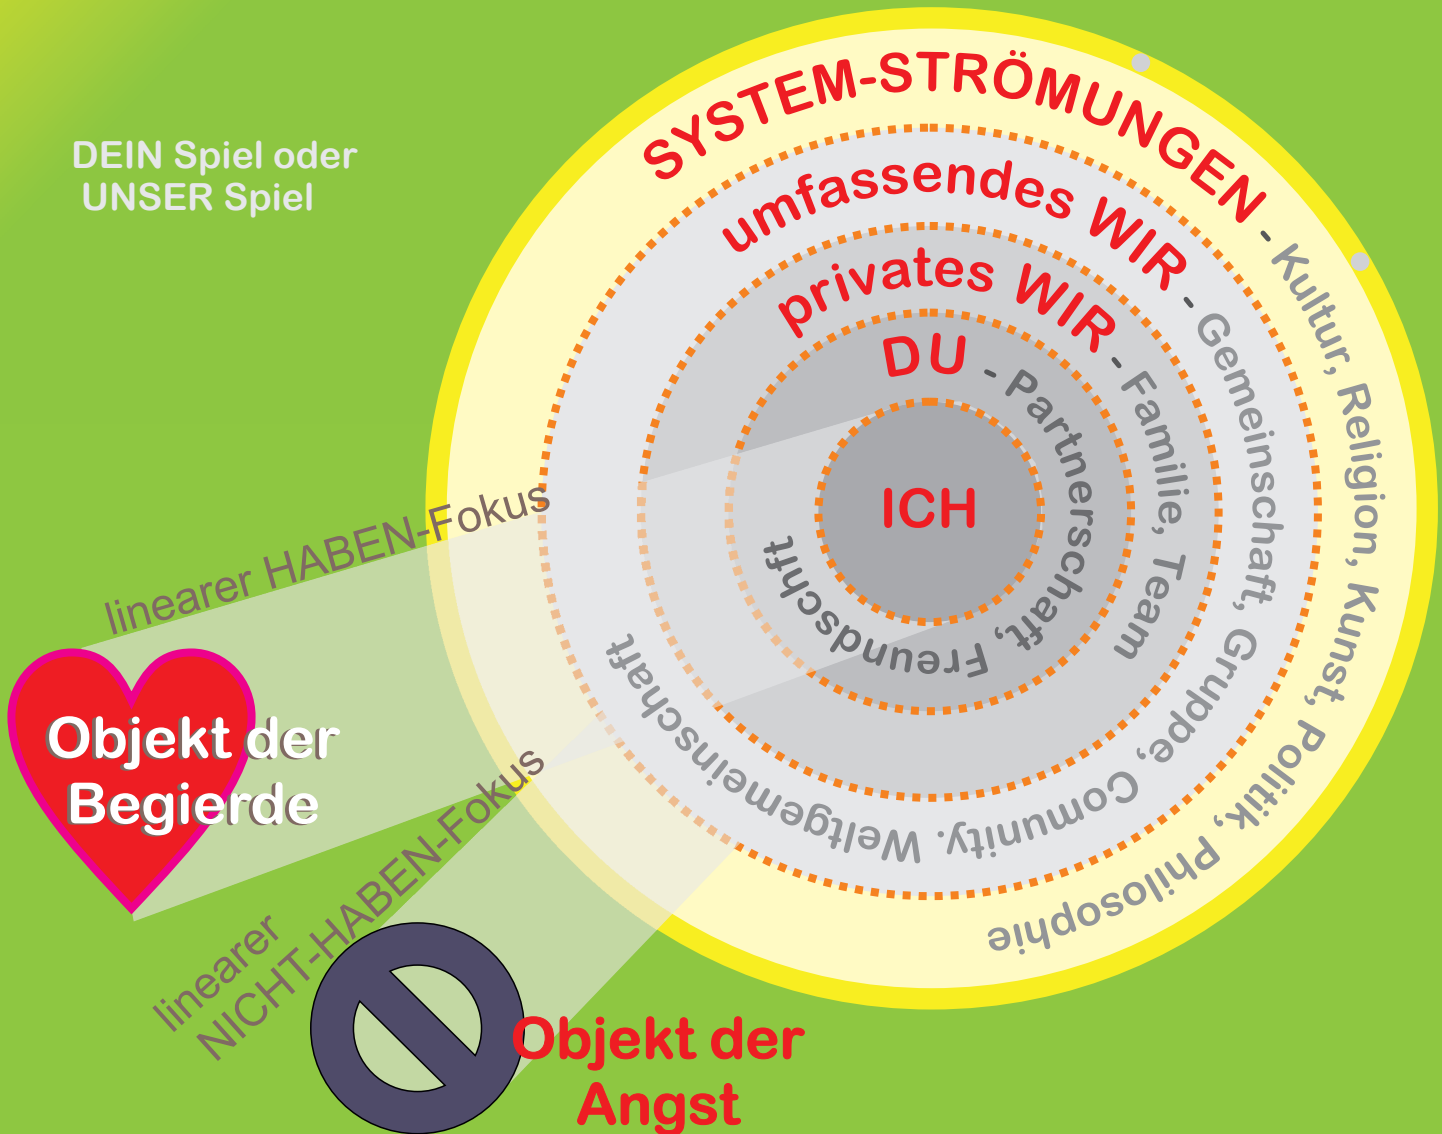 DEIN Spiel oder
UNSER Spiel
SYSTEM-STRÖMUNGEN - Kultur, Religion, Kunst, Politik, Philosophie
umfassendes WIR - Gemeinschaft, Gruppe, Comunity. Weltgemeinschaft
privates WIR - Familie, Team
DU - Partnerschaft, Freundschift
ICH
linearer HABEN-Fokus
Objekt der
Begierde
linearer
NICHT-HABEN-Fokus
Objekt der
Angst